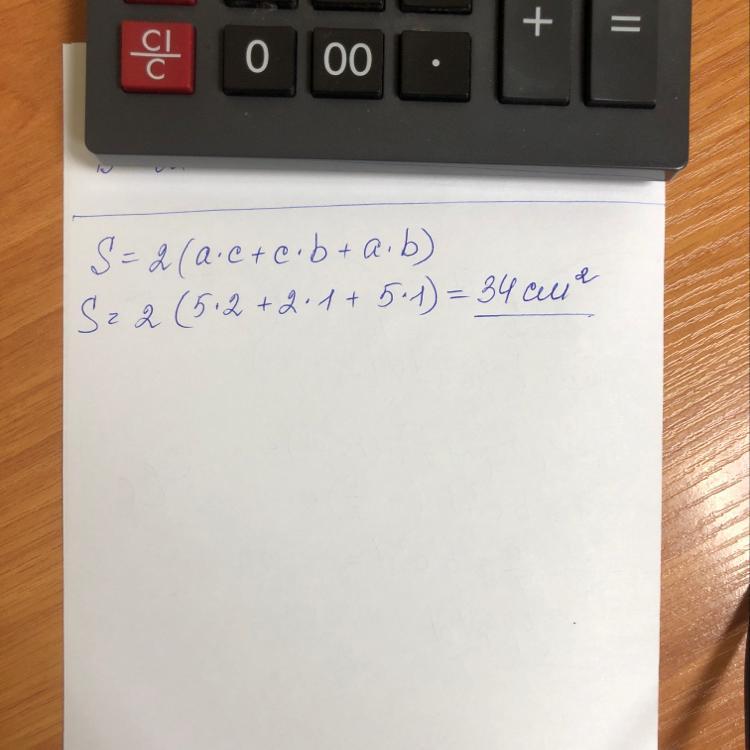 + =
CI
C 0 00 .
S = 2 (a·c + c·b + a·b)
S = 2 (5·2 + 2·1 + 5·1) = 34 см²